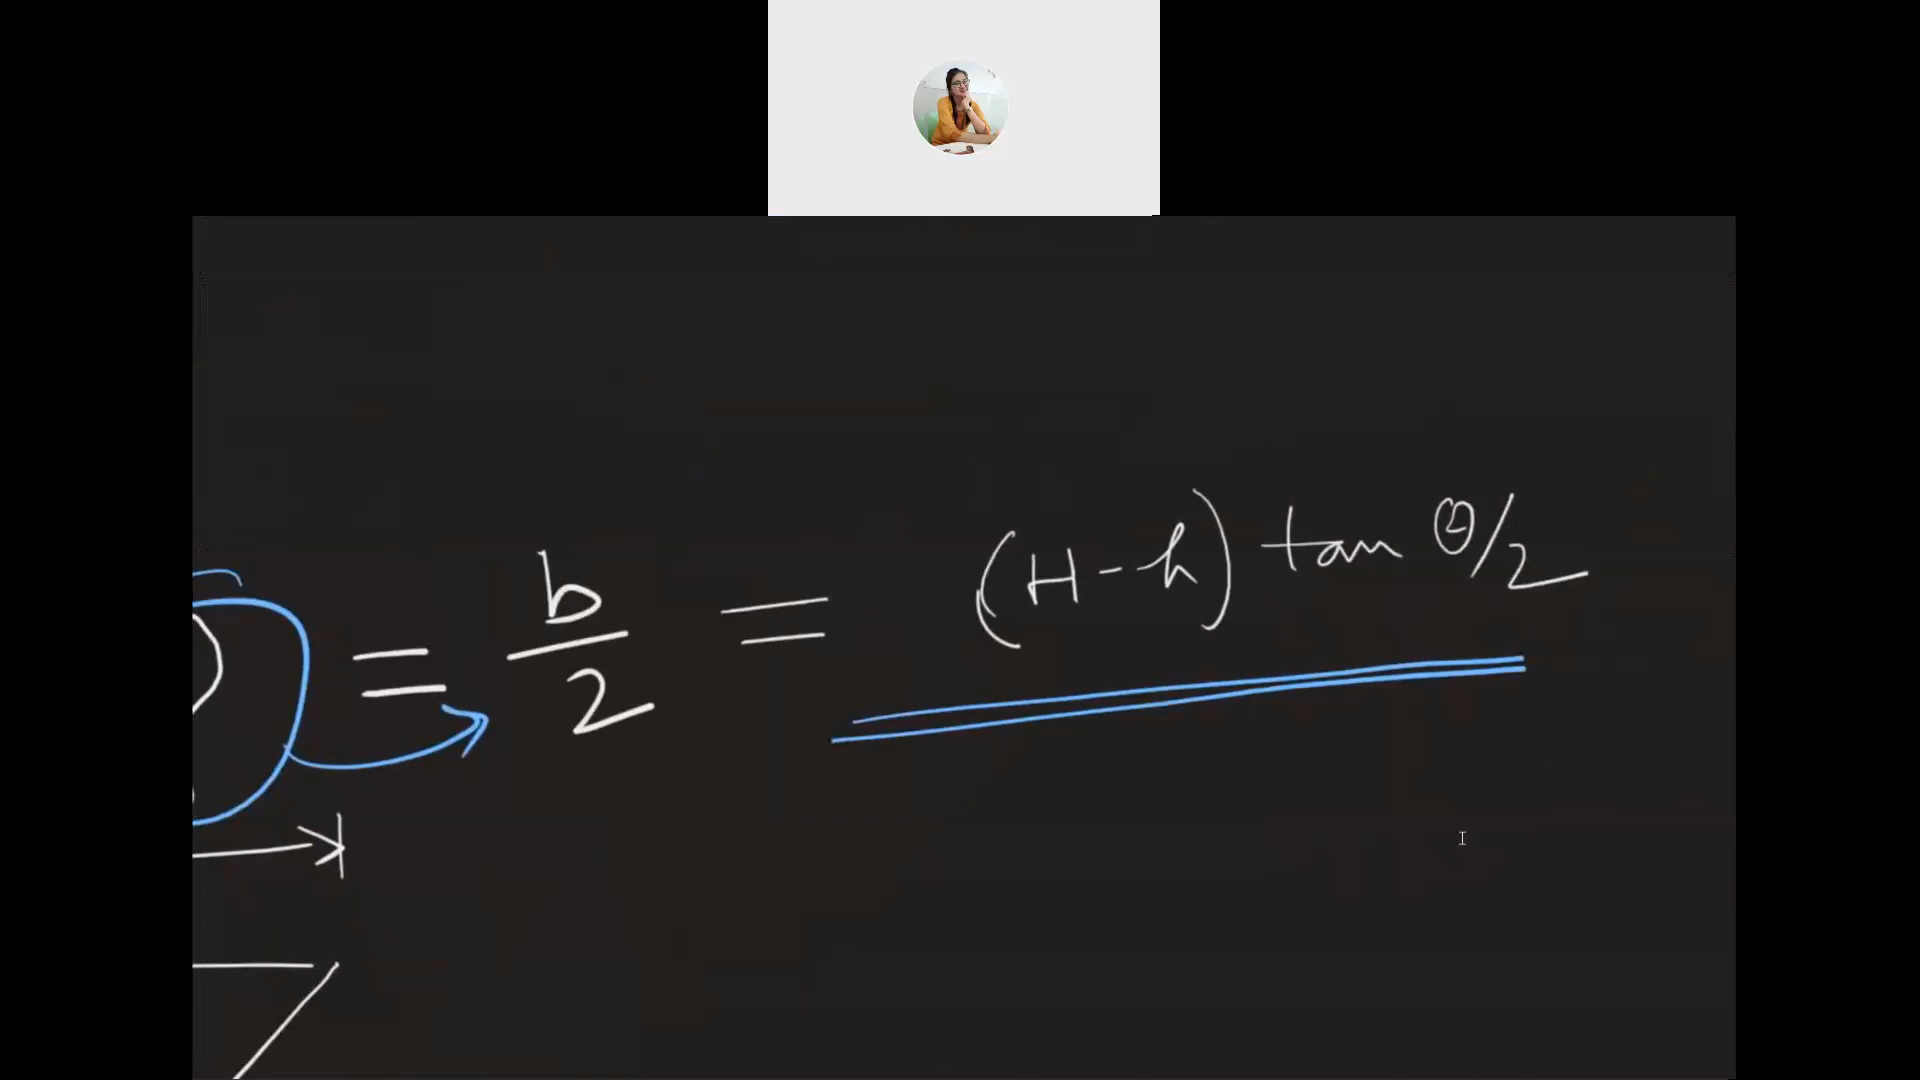 = b/2 = (H-h) tan θ/2